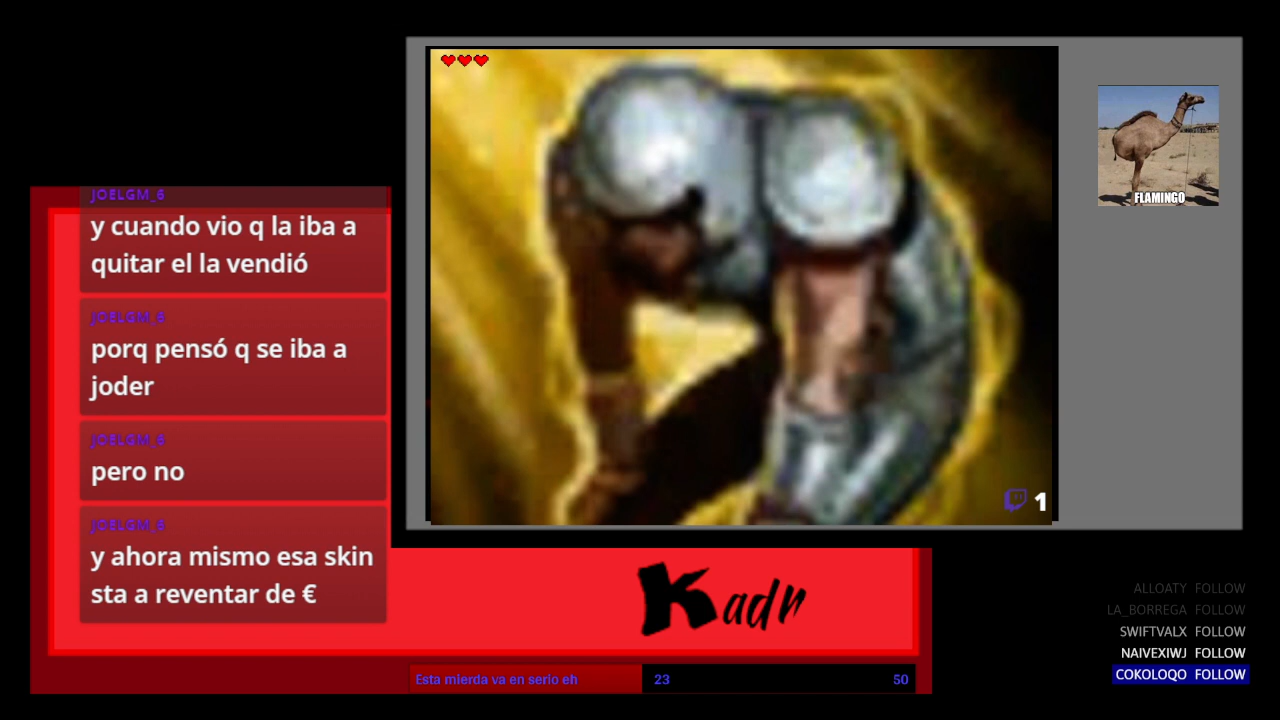 JOELGM_6
y cuando vio q la iba a
quitar el la vendió
JOELGM_6
porq pensó q se iba a
joder
JOELGM_6
pero no
JOELGM_6
y ahora mismo esa skin
sta a reventar de €
FLAMINGO
1
Kadr
ALLOATY FOLLOW
LA_BORREGA FOLLOW
SWIFTVALX FOLLOW
NAIVEXIWJ FOLLOW
COKOLOQO FOLLOW
Esta mierda va en serio eh 23 50